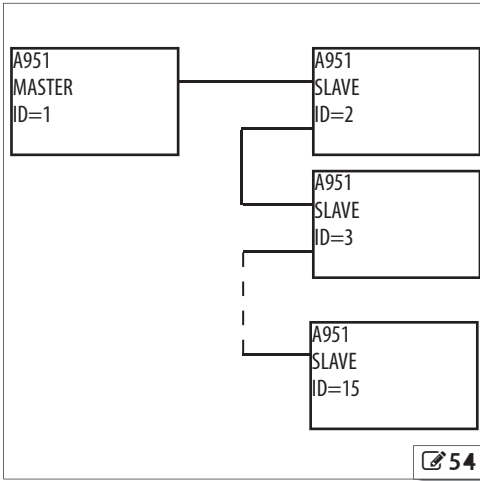 A951
MASTER
ID=1
A951
SLAVE
ID=2
A951
SLAVE
ID=3
A951
SLAVE
ID=15
54